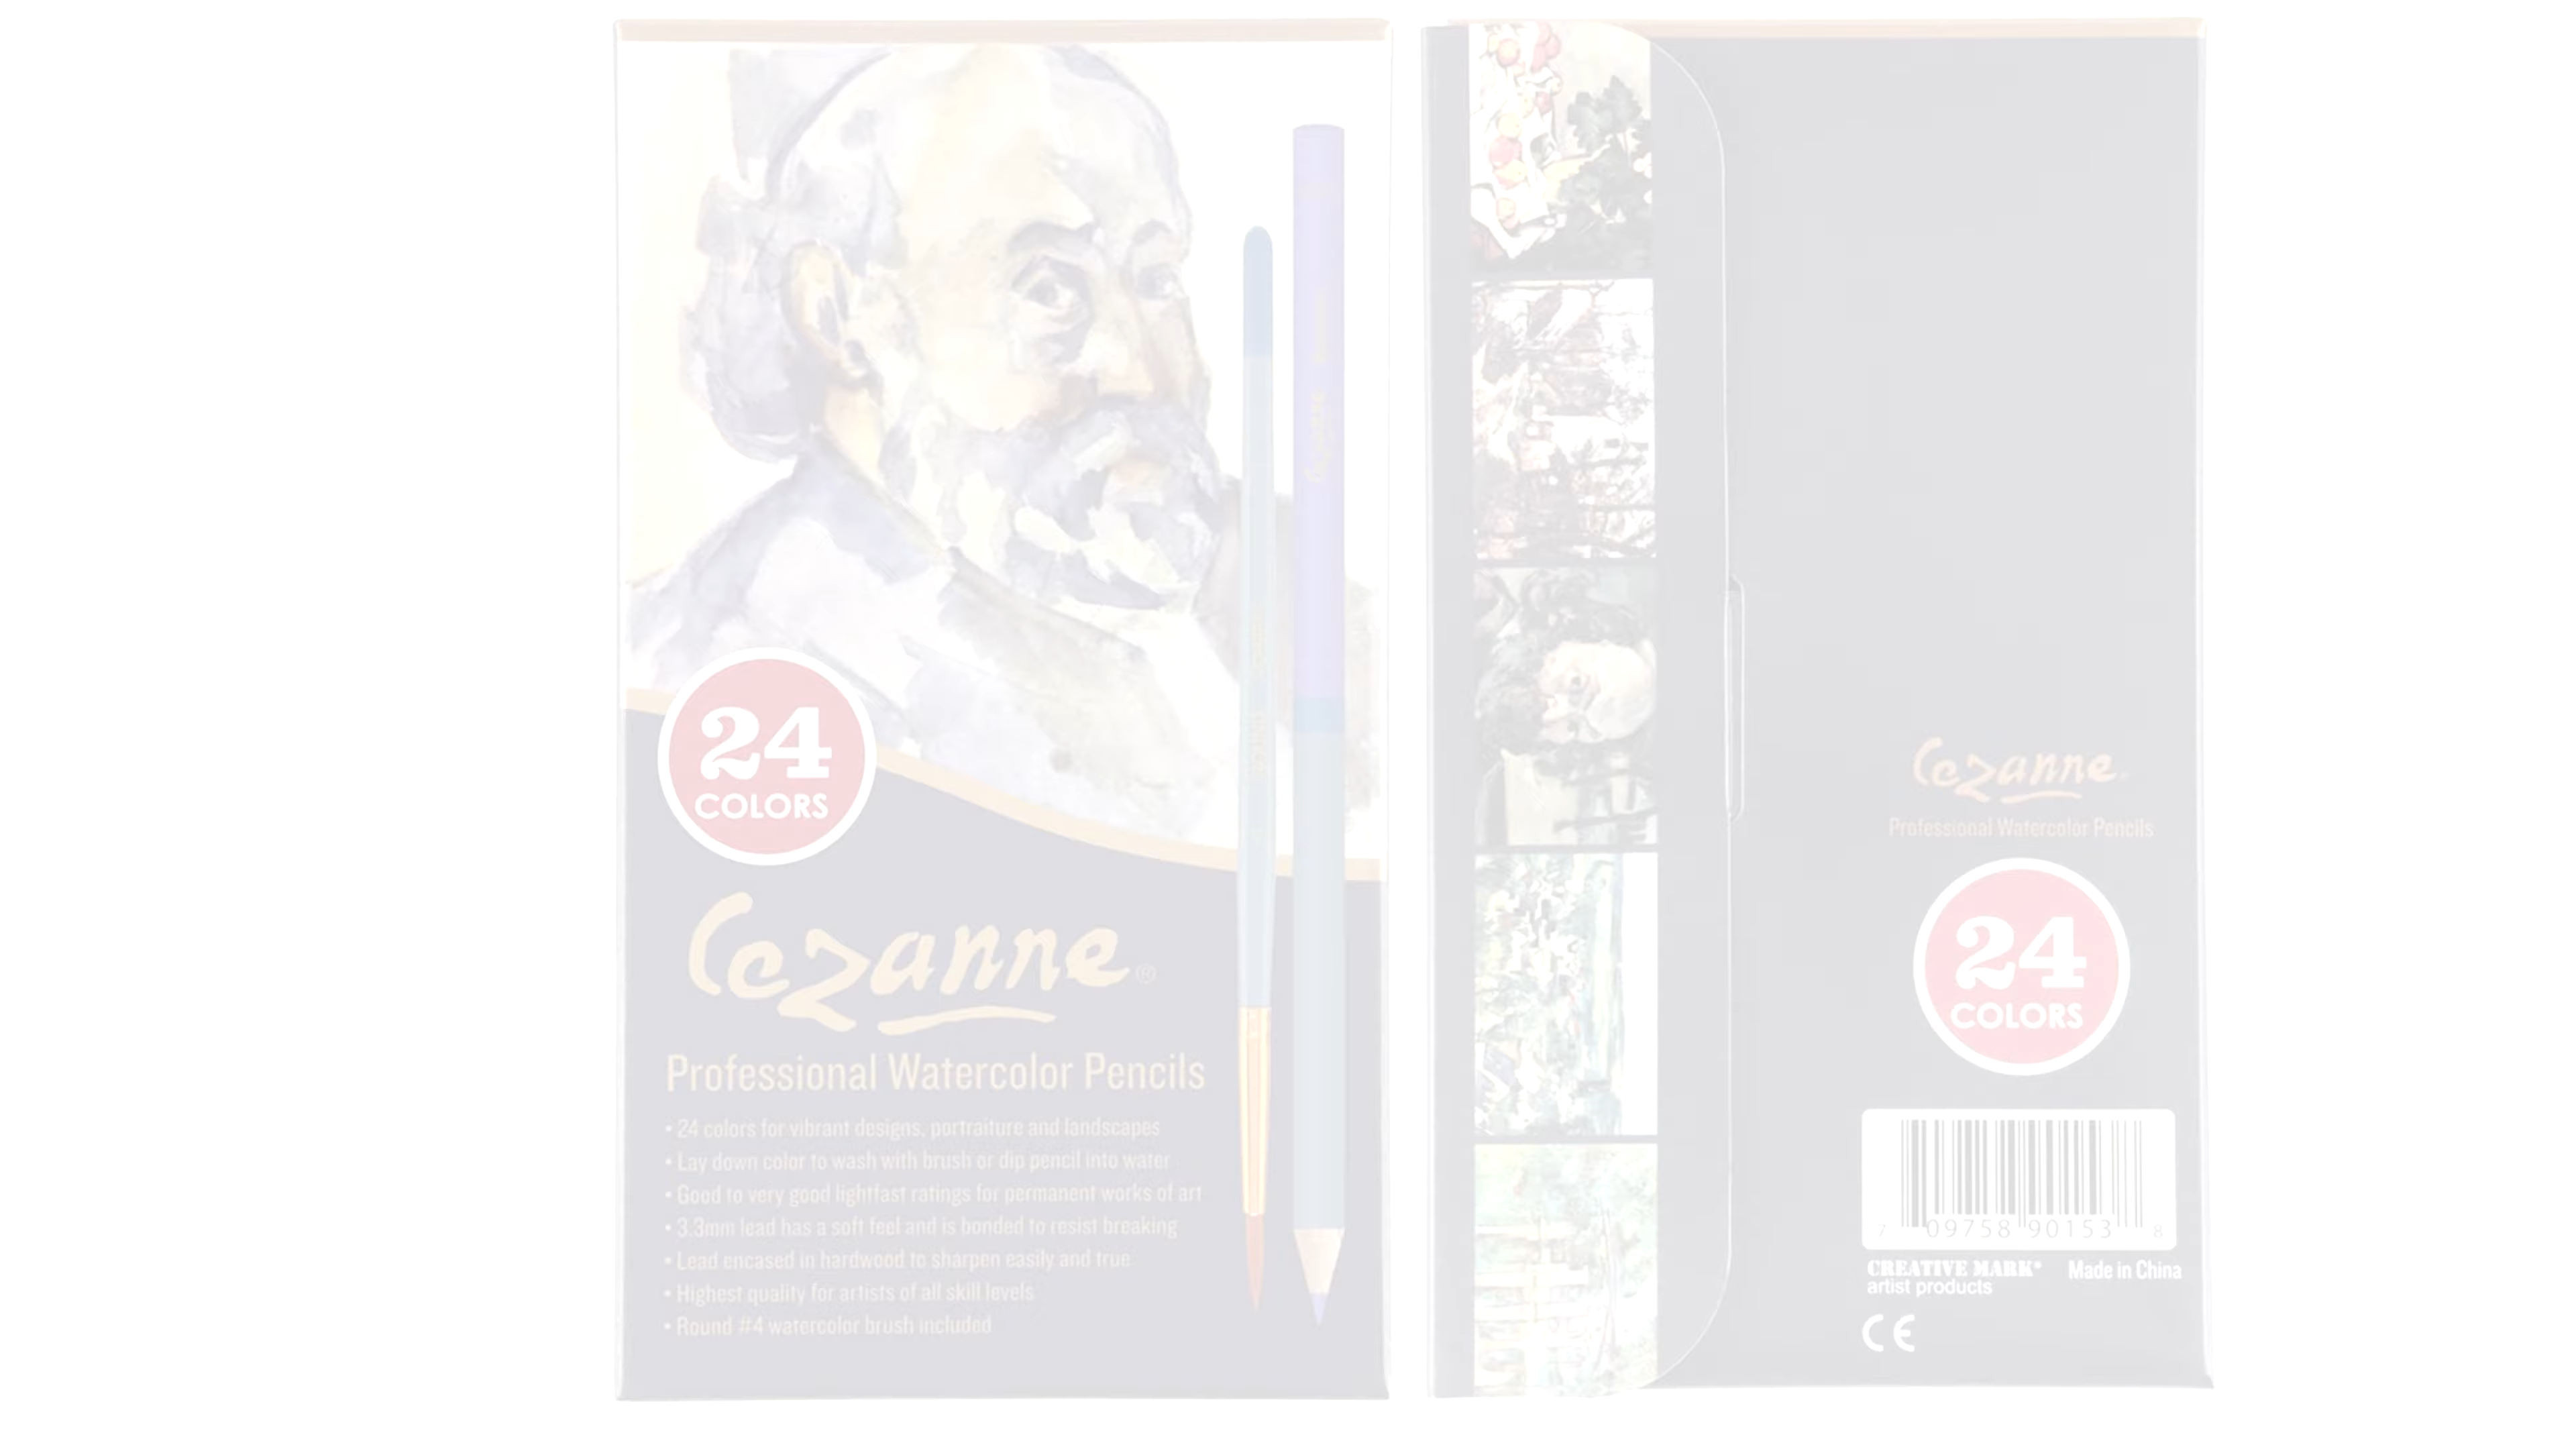 24
COLORS
Cezanne®
Professional Watercolor Pencils
• 24 colors for vibrant designs, portraiture and landscapes
• Lay down color to wash with brush or dip pencil into water
• Good to very good lightfast ratings for permanent works of art
• 3.3mm lead has a soft feel and is bonded to resist breaking
• Lead encased in hardwood to sharpen easily and true
• Highest quality for artists of all skill levels
• Round #4 watercolor brush included
Cezanne
Cezanne
Professional Watercolor Pencils
24
COLORS
7 09758 90153 8
CREATIVE MARK® Made in China
artist products
CE